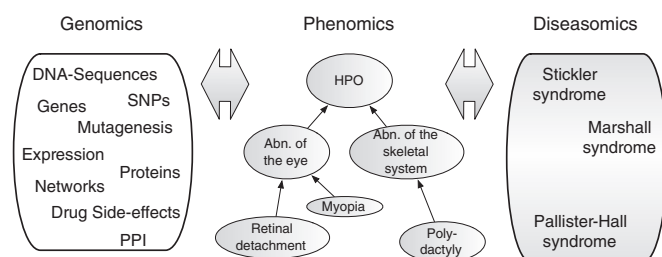 Genomics
Phenomics
Diseasomics
DNA-Sequences
SNPs
Genes
Mutagenesis
Expression
Proteins
Networks
Drug Side-effects
PPI
HPO
Abn. of
the eye
Abn. of the
skeletal
system
Myopia
Retinal
detachment
Poly-
dactyly
Stickler
syndrome
Marshall
syndrome
Pallister-Hall
syndrome